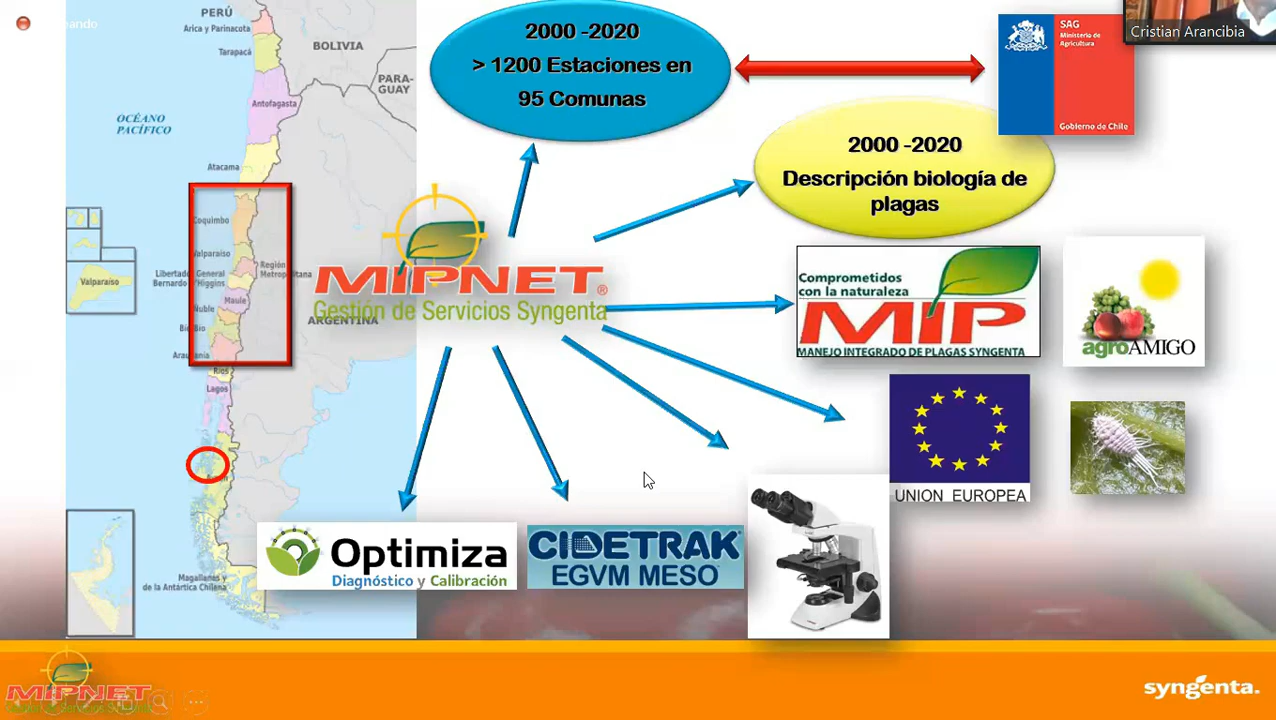 PERÚ
Arica y Parinacota
Tarapacá
BOLIVIA
PARA-
GUAY
Antofagasta
OCÉANO
PACÍFICO
Atacama
Coquimbo
Valparaíso
Región
Metropolitana
Libertador General
Bernardo O'Higgins
Maule
Ñuble
Bío Bío
Araucanía
Ríos
Lagos
Valparaíso
ARGENTINA
Magallanes y
de la Antártica Chilena
2000 -2020
> 1200 Estaciones en
95 Comunas
SAG
Ministerio de
Agricultura
Gobierno de Chile
Cristian Arancibia
2000 -2020
Descripción biología de
plagas
MIPNET®
Gestión de Servicios Syngenta
Comprometidos
con la naturaleza
MIP
MANEJO INTEGRADO DE PLAGAS SYNGENTA
agroAMIGO
UNION EUROPEA
Optimiza
Diagnóstico y Calibración
CIDETRAK®
EGVM MESO
MIPNET
syngenta.